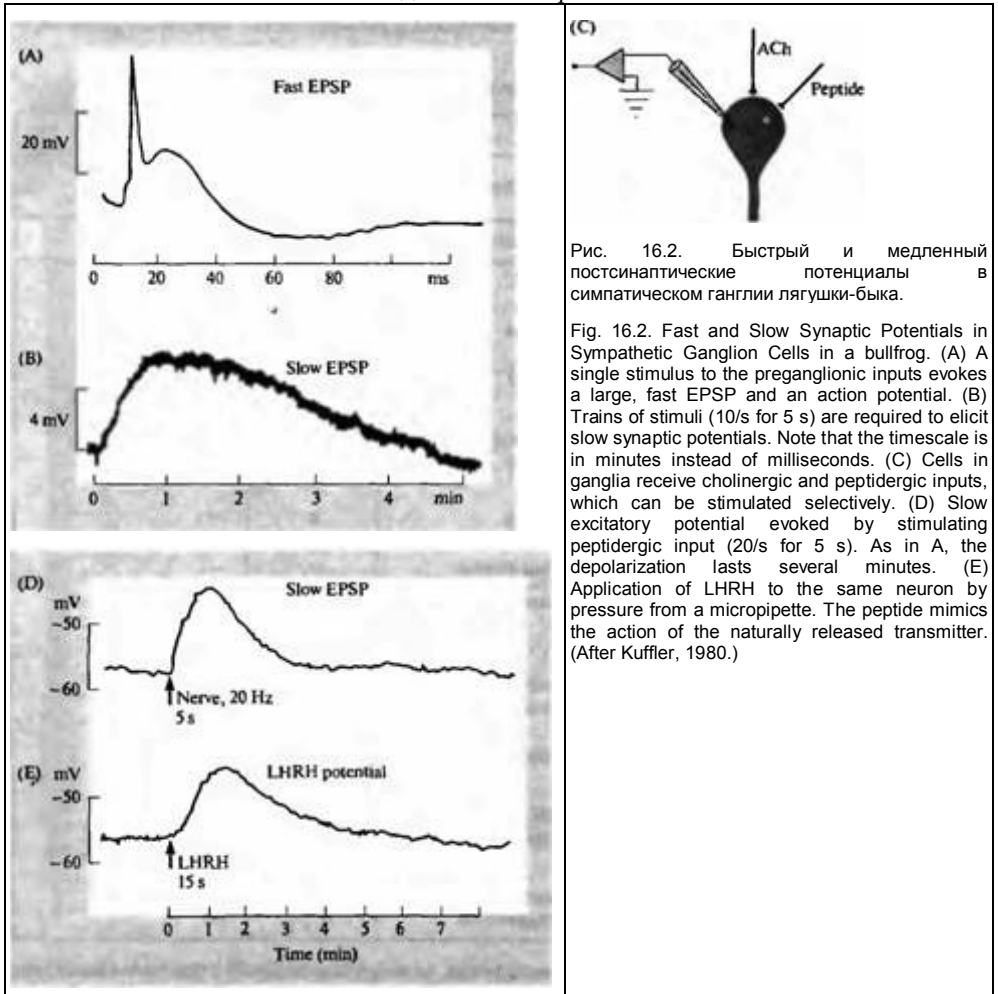 (A)
Fast EPSP
20 mV
0 20 40 60 80 ms
(B)
Slow EPSP
4 mV
0 1 2 3 4 min
(D)
Slow EPSP
mV
−50
−60
Nerve, 20 Hz
5 s
(E)
mV
LHRH potential
−50
−60
LHRH
15 s
0 1 2 3 4 5 6 7
Time (min)
(C)
ACh
Peptide
Рис. 16.2. Быстрый и медленный
постсинаптические потенциалы в
симпатическом ганглии лягушки-быка.
Fig. 16.2. Fast and Slow Synaptic Potentials in
Sympathetic Ganglion Cells in a bullfrog. (A) A
single stimulus to the preganglionic inputs evokes
a large, fast EPSP and an action potential. (B)
Trains of stimuli (10/s for 5 s) are required to elicit
slow synaptic potentials. Note that the timescale is
in minutes instead of milliseconds. (C) Cells in
ganglia receive cholinergic and peptidergic inputs,
which can be stimulated selectively. (D) Slow
excitatory potential evoked by stimulating
peptidergic input (20/s for 5 s). As in A, the
depolarization lasts several minutes. (E)
Application of LHRH to the same neuron by
pressure from a micropipette. The peptide mimics
the action of the naturally released transmitter.
(After Kuffler, 1980.)